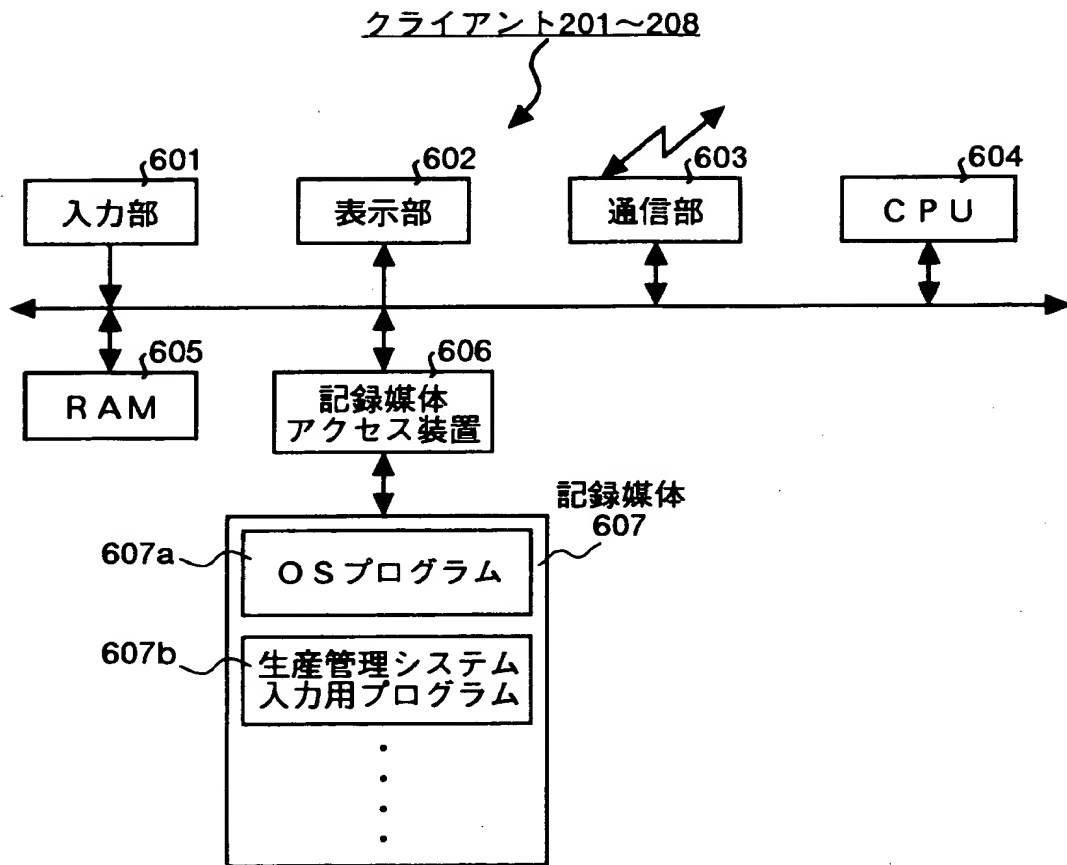 クライアント201～208
601
602
603
604
入力部
表示部
通信部
CPU
605
606
RAM
記録媒体
アクセス装置
記録媒体
607
607a
OSプログラム
607b
生産管理システム
入力用プログラム